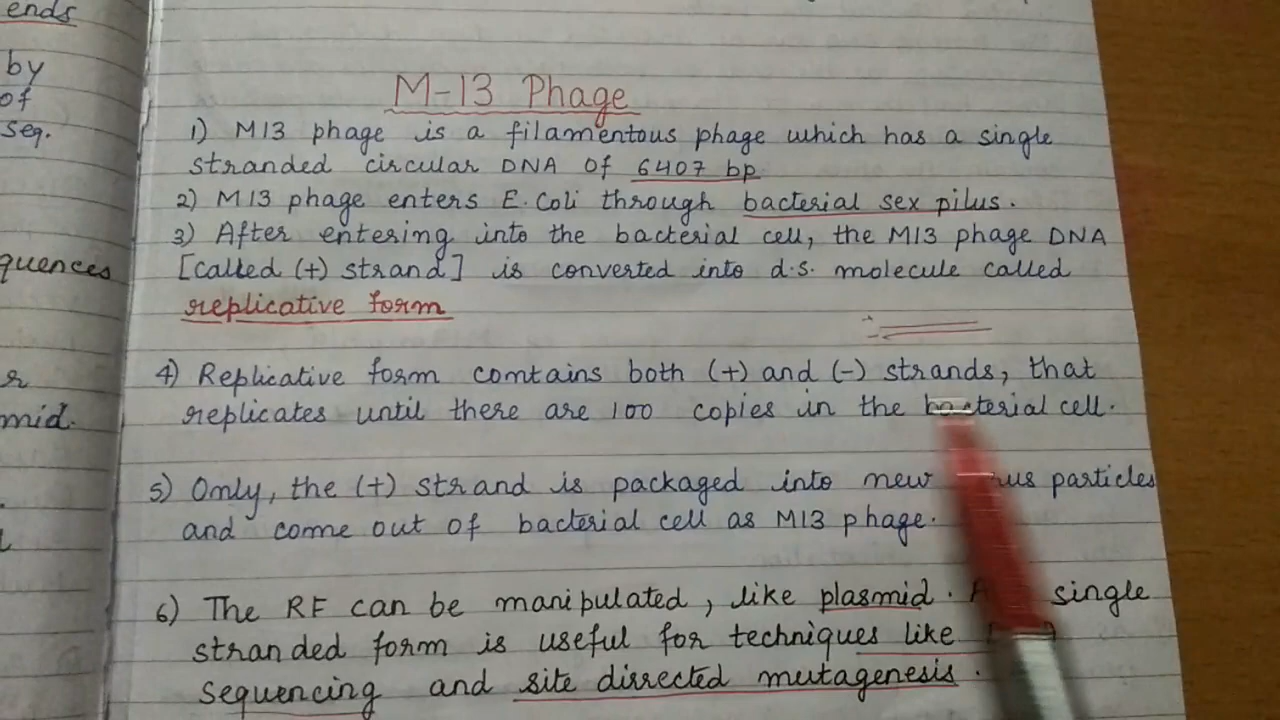 ends
by
of
seq.
quences
r
mid.
M-13 Phage
1) M13 phage is a filamentous phage which has a single
stranded circular DNA of 6407 bp
2) M13 phage enters E. Coli through bacterial sex pilus.
3) After entering into the bacterial cell, the M13 phage DNA
[called (+) strand] is converted into d.s. molecule called
replicative form
4) Replicative form contains both (+) and (-) strands, that
replicates until there are 100 copies in the bacterial cell.
5) Only, the (+) strand is packaged into new particles
and come out of bacterial cell as M13 phage.
6) The RF can be manipulated, like plasmid. single
stranded form is useful for techniques like
sequencing and site dirrected mutagenesis.